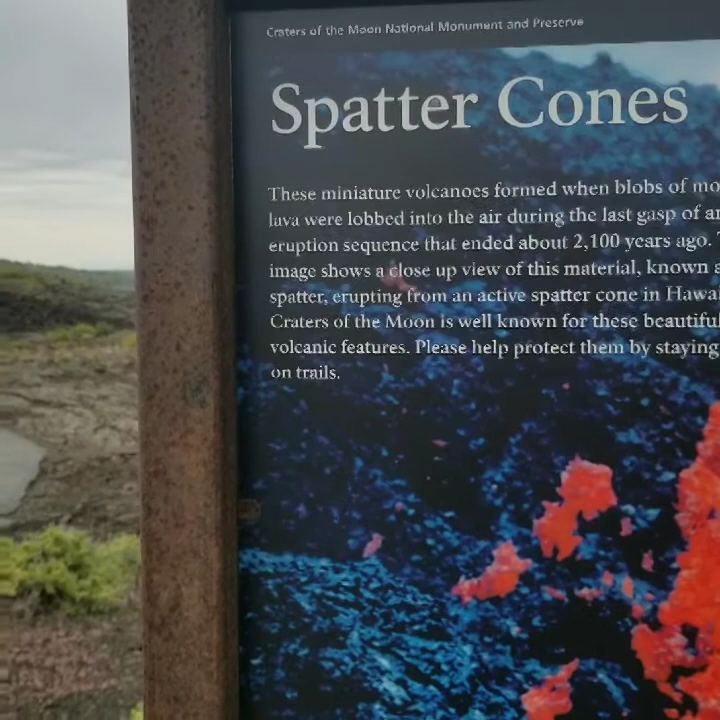 Craters of the Moon National Monument and Preserve
Spatter Cones
These miniature volcanoes formed when blobs of mo
lava were lobbed into the air during the last gasp of an
eruption sequence that ended about 2,100 years ago. T
image shows a close up view of this material, known a
spatter, erupting from an active spatter cone in Hawai
Craters of the Moon is well known for these beautiful
volcanic features. Please help protect them by staying
on trails.